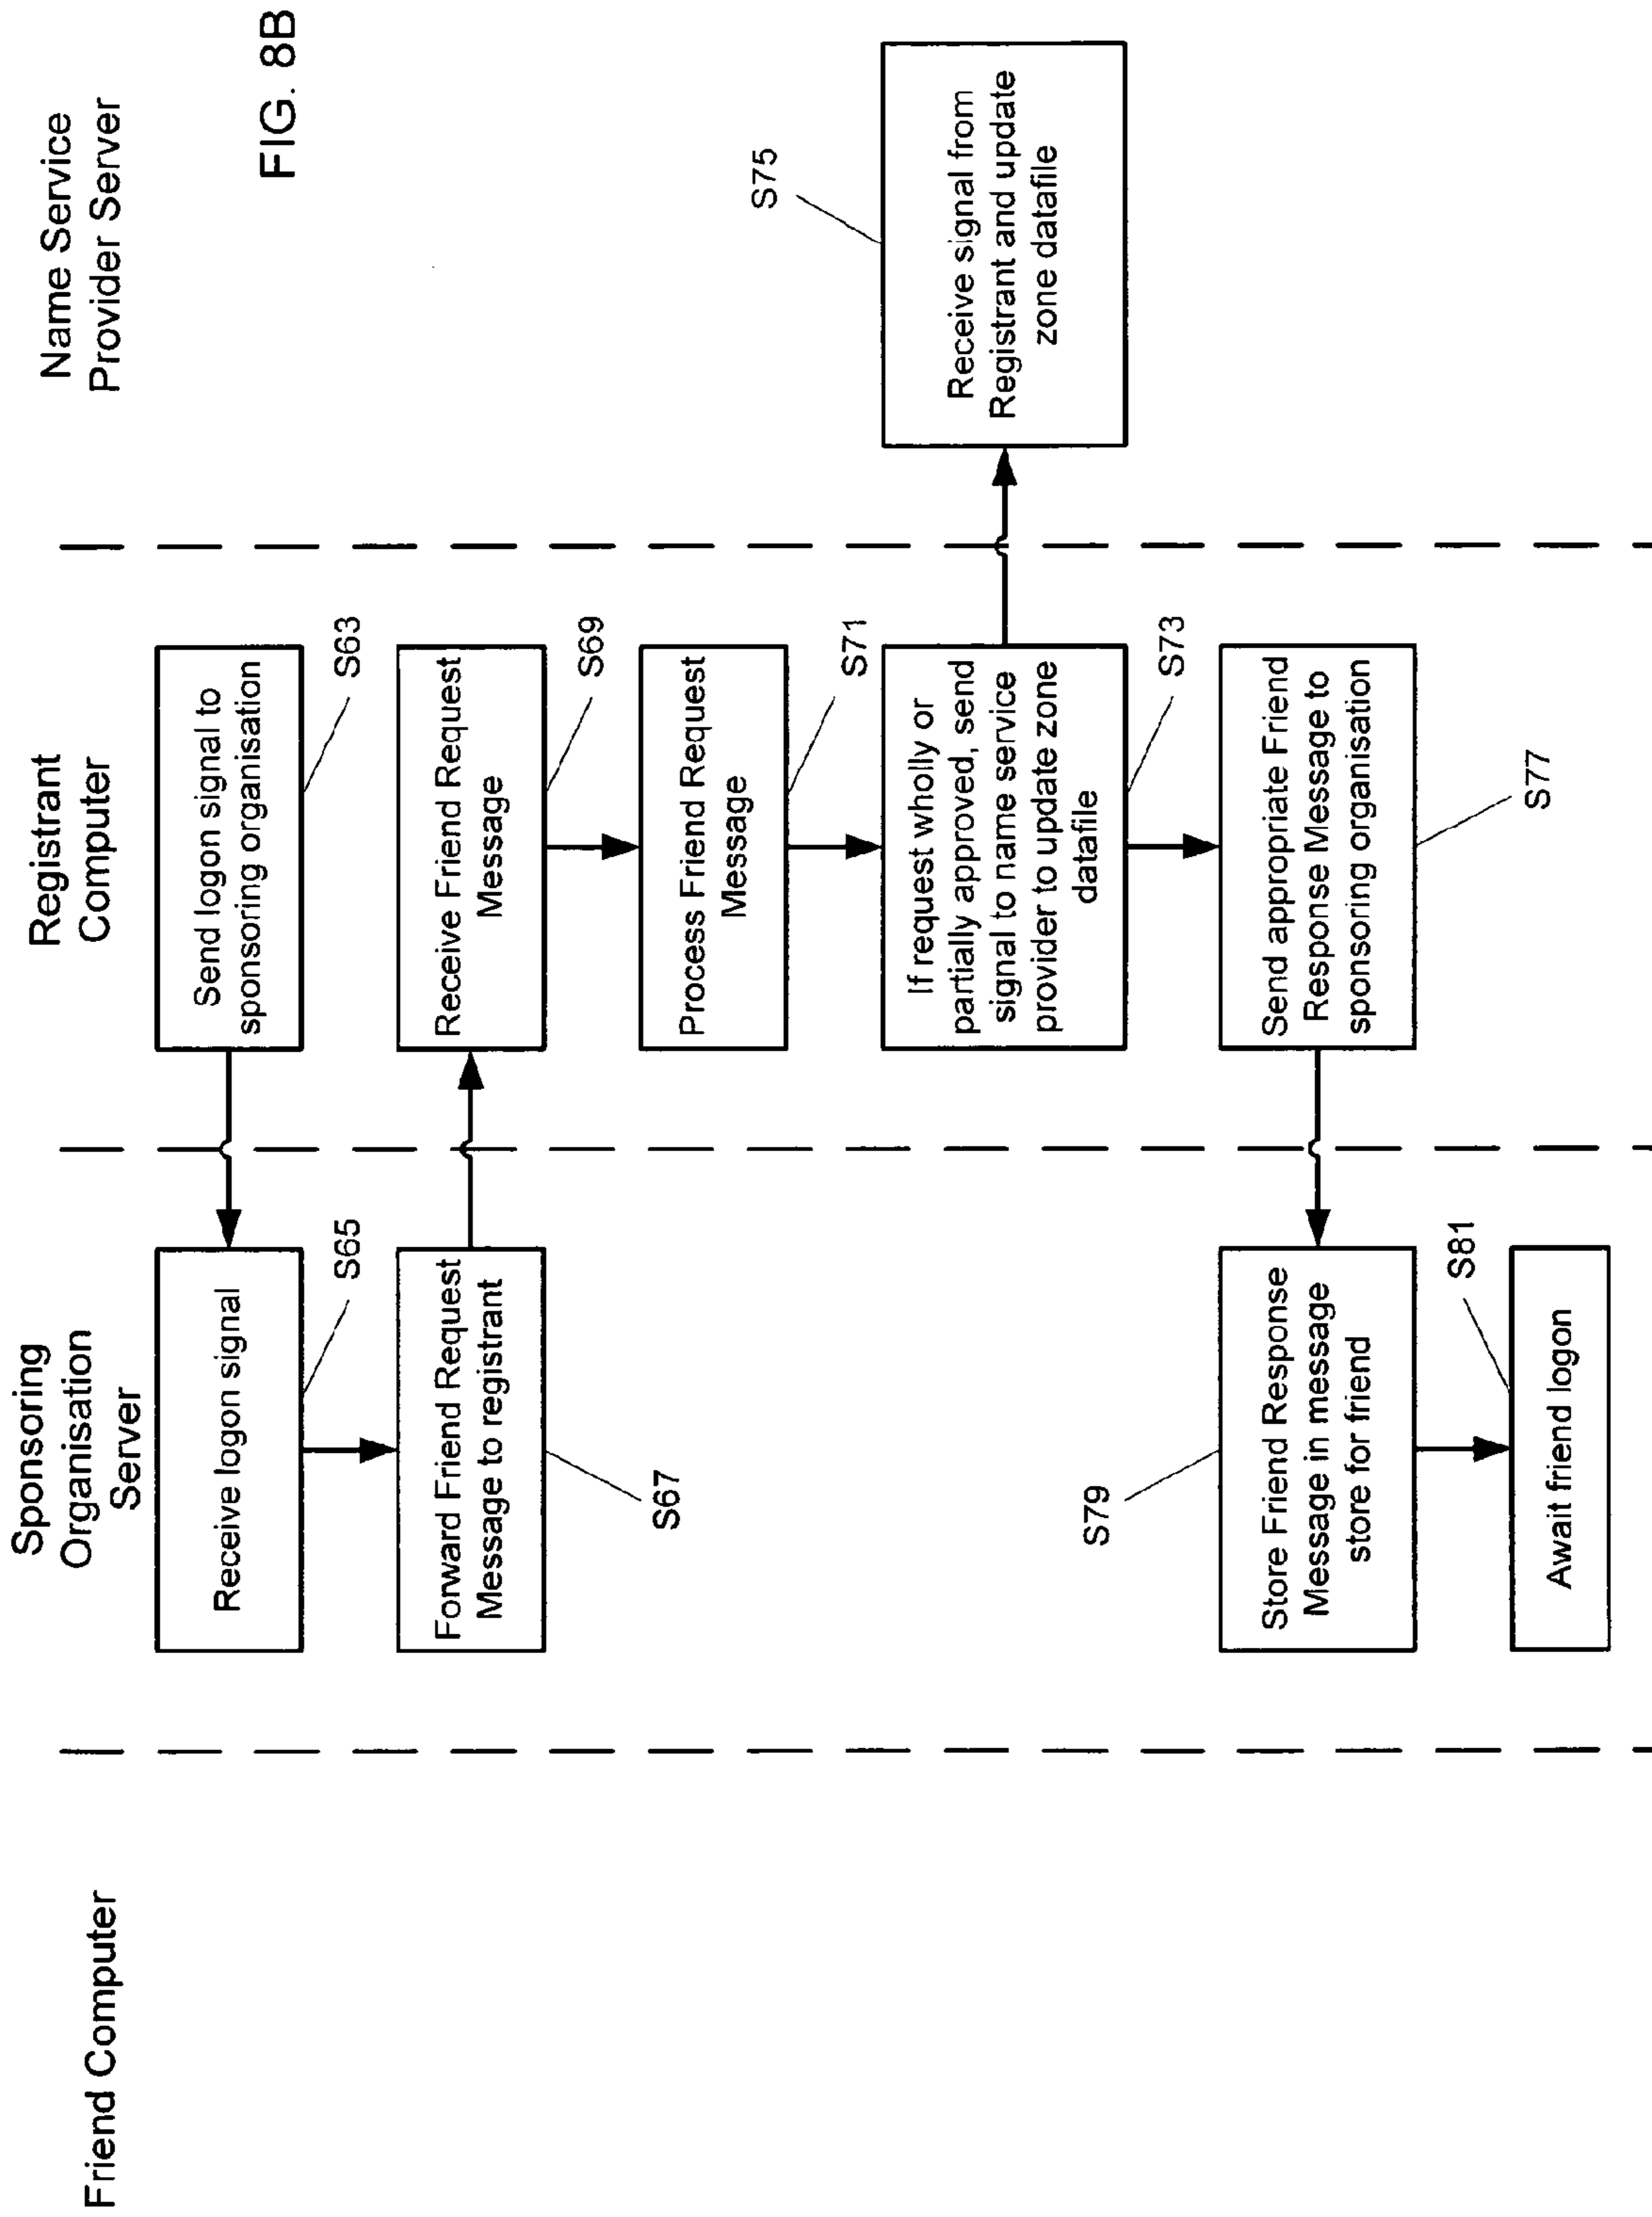 Friend Computer
Sponsoring
Organisation
Server
Registrant
Computer
Name Service
Provider Server
FIG. 8B
Send logon signal to
sponsoring organisation
S63
Receive logon signal
S65
Forward Friend Request
Message to registrant
S67
Receive Friend Request
Message
S69
Process Friend Request
Message
S71
If request wholly or
partially approved, send
signal to name service
provider to update zone
datafile
S73
Receive signal from
Registrant and update
zone datafile
S75
Send appropriate Friend
Response Message to
sponsoring organisation
S77
Store Friend Response
Message in message
store for friend
S79
Await friend logon
S81